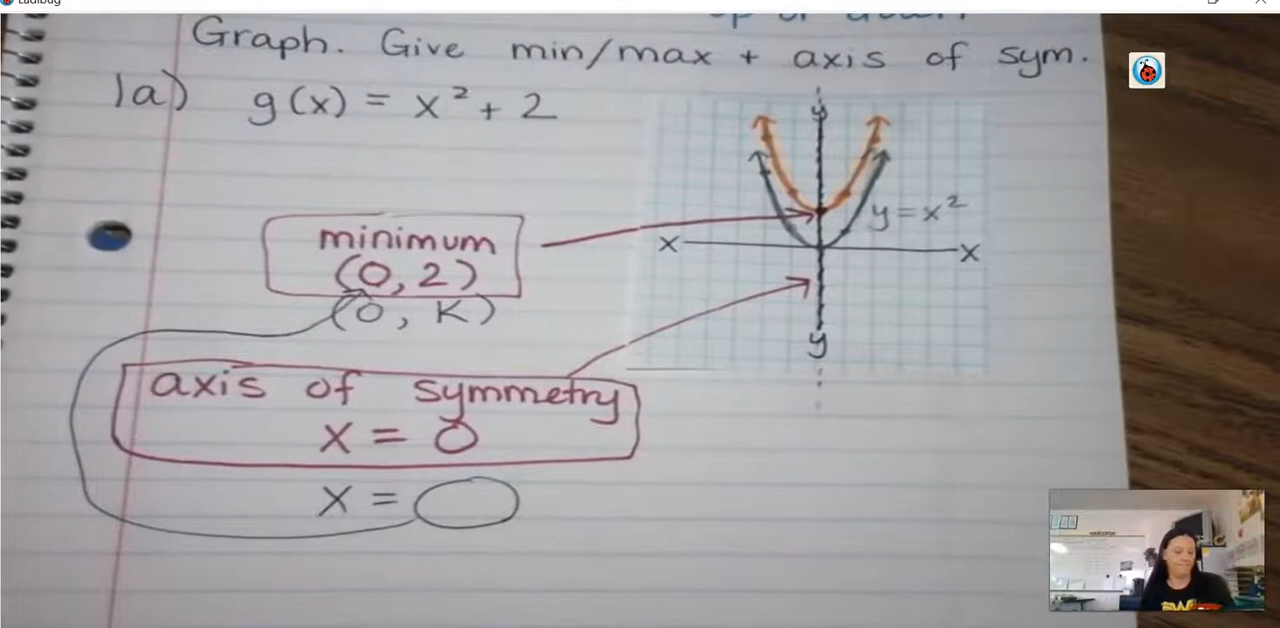 Ladibug
Graph. Give min/max + axis of sym.
1a) g(x) = x² + 2
y
y = x²
minimum
x x
(0, 2)
(0, K)
y
axis of symmetry
x = 0
x =